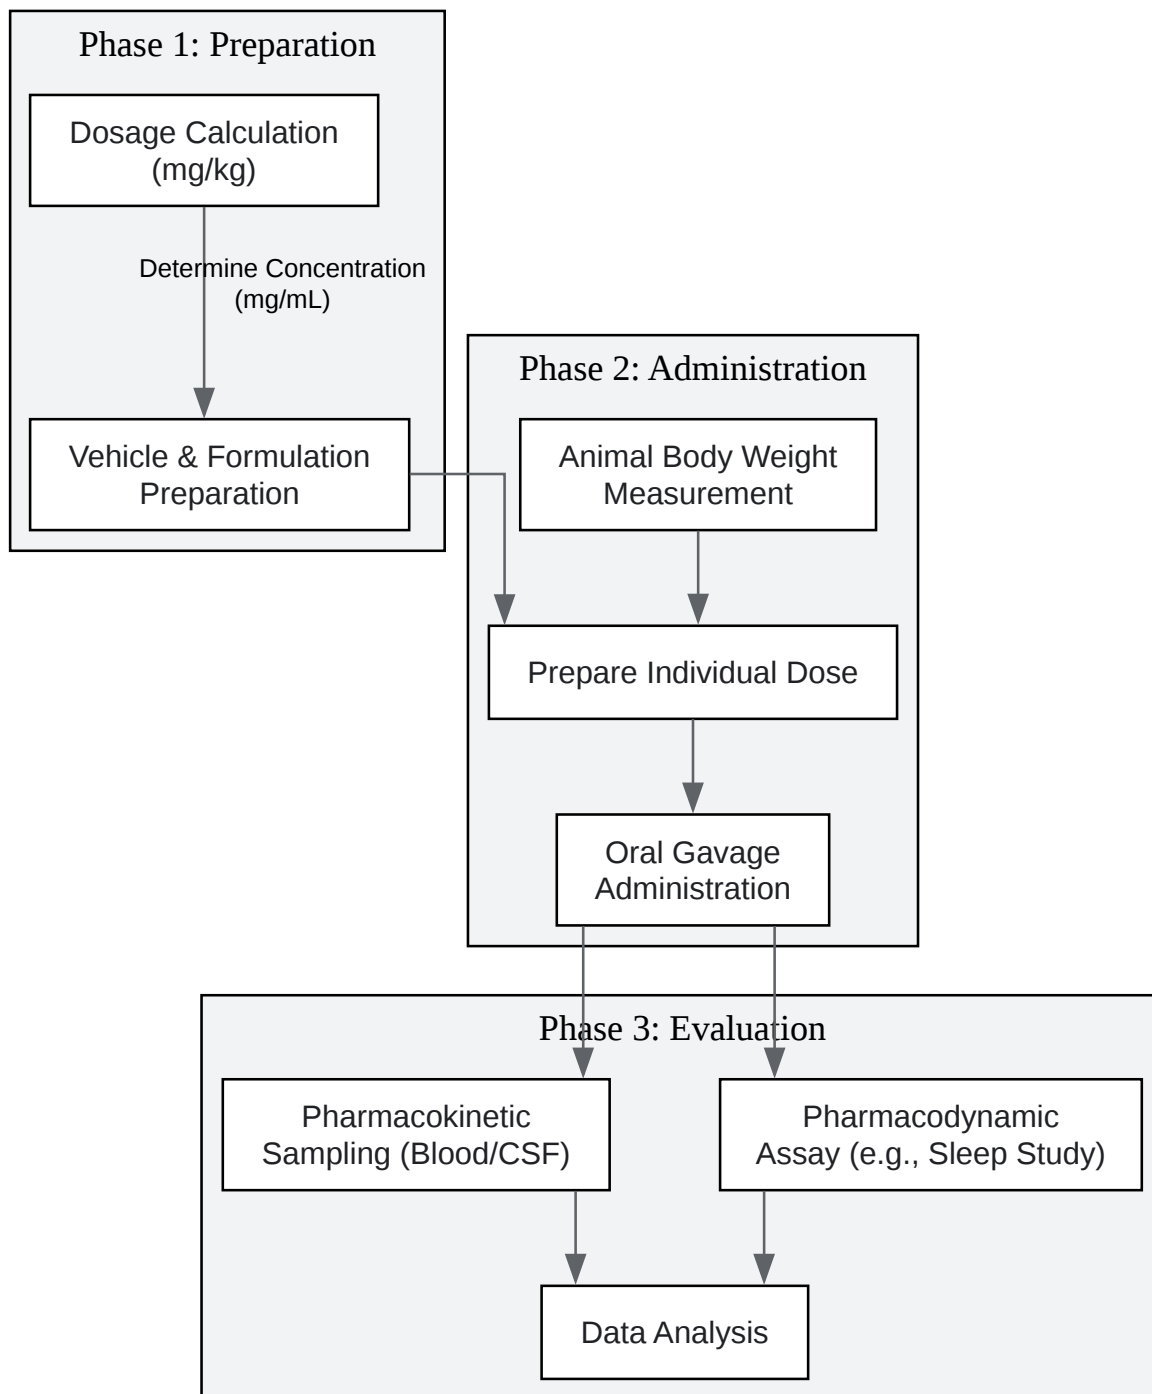 Phase 1: Preparation
Dosage Calculation
(mg/kg)
Determine Concentration
(mg/mL)
Vehicle & Formulation
Preparation
Phase 2: Administration
Animal Body Weight
Measurement
Prepare Individual Dose
Oral Gavage
Administration
Phase 3: Evaluation
Pharmacokinetic
Sampling (Blood/CSF)
Pharmacodynamic
Assay (e.g., Sleep Study)
Data Analysis